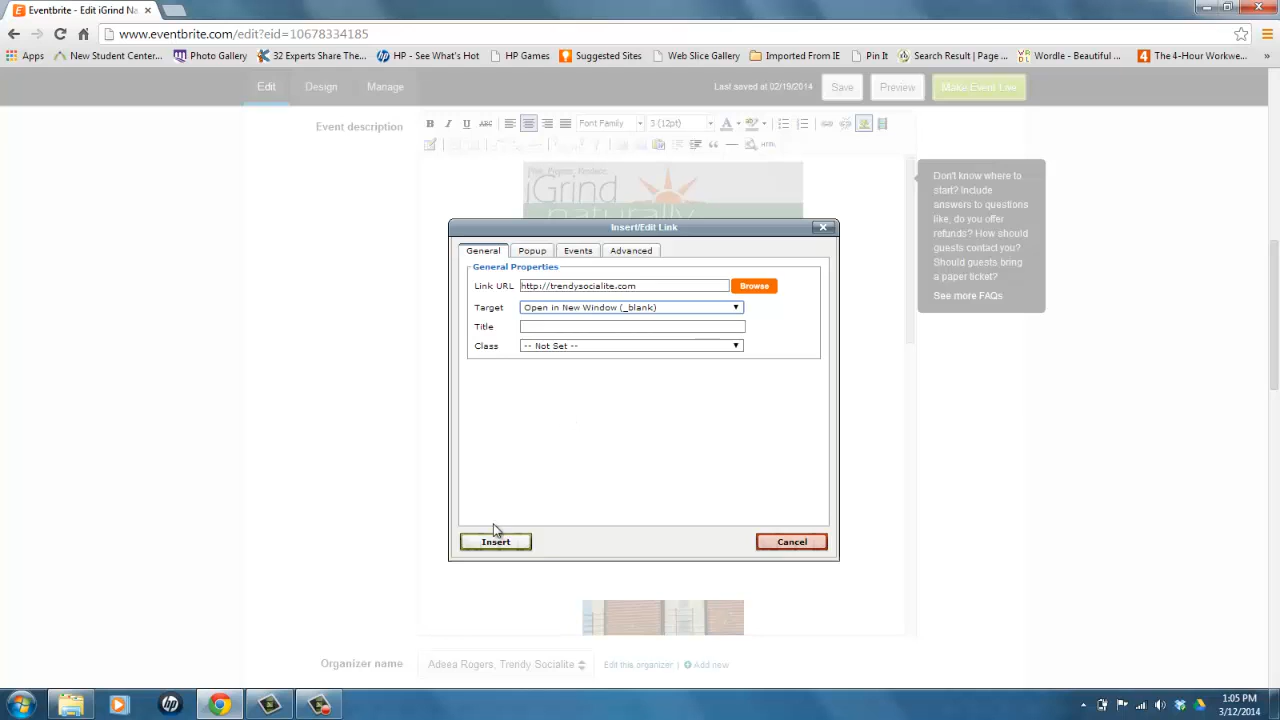 Eventbrite - Edit iGrind Na
www.eventbrite.com/edit?eid=10678334185
Apps New Student Center... Photo Gallery 32 Experts Share The... HP - See What's Hot HP Games Suggested Sites Web Slice Gallery Imported From IE Pin It Search Result | Page ... Wordle - Beautiful ... The 4-Hour Workwe... »
Edit Design Manage Last saved at 02/19/2014 Save Preview Make Event Live
Event description B I U ABC Font Family 3 (12pt) A
HTML
iGrind
naturally
Don't know where to
start? Include
answers to questions
like, do you offer
refunds? How should
guests contact you?
Should guests bring
a paper ticket?
See more FAQs
Insert/Edit Link
General Popup Events Advanced
General Properties
Link URL http://trendysocialite.com Browse
Target Open in New Window (_blank)
Title
Class -- Not Set --
Insert Cancel
Organizer name Adeea Rogers, Trendy Socialite Edit this organizer Add new
1:05 PM
3/12/2014